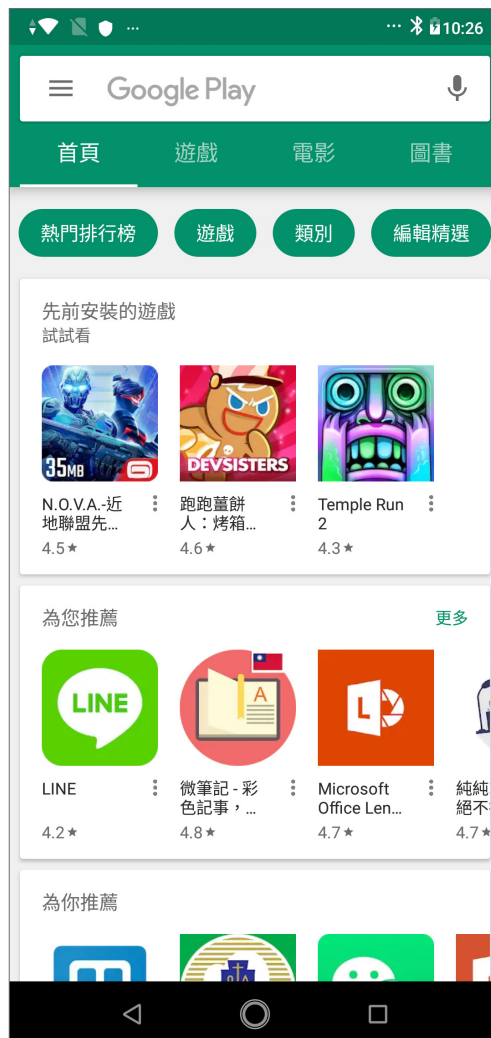 10:26
Google Play
首頁 遊戲 電影 圖書
熱門排行榜 遊戲 類別 編輯精選
先前安裝的遊戲
試試看
35MB
DEVSISTERS
N.O.V.A.-近
地聯盟先...
4.5★
跑跑薑餅
人：烤箱...
4.6★
Temple Run
2
4.3★
為您推薦 更多
LINE
A
L
LINE
4.2★
微筆記 - 彩
色記事，...
4.8★
Microsoft
Office Len...
4.7★
純純
絕不
4.7★
為你推薦